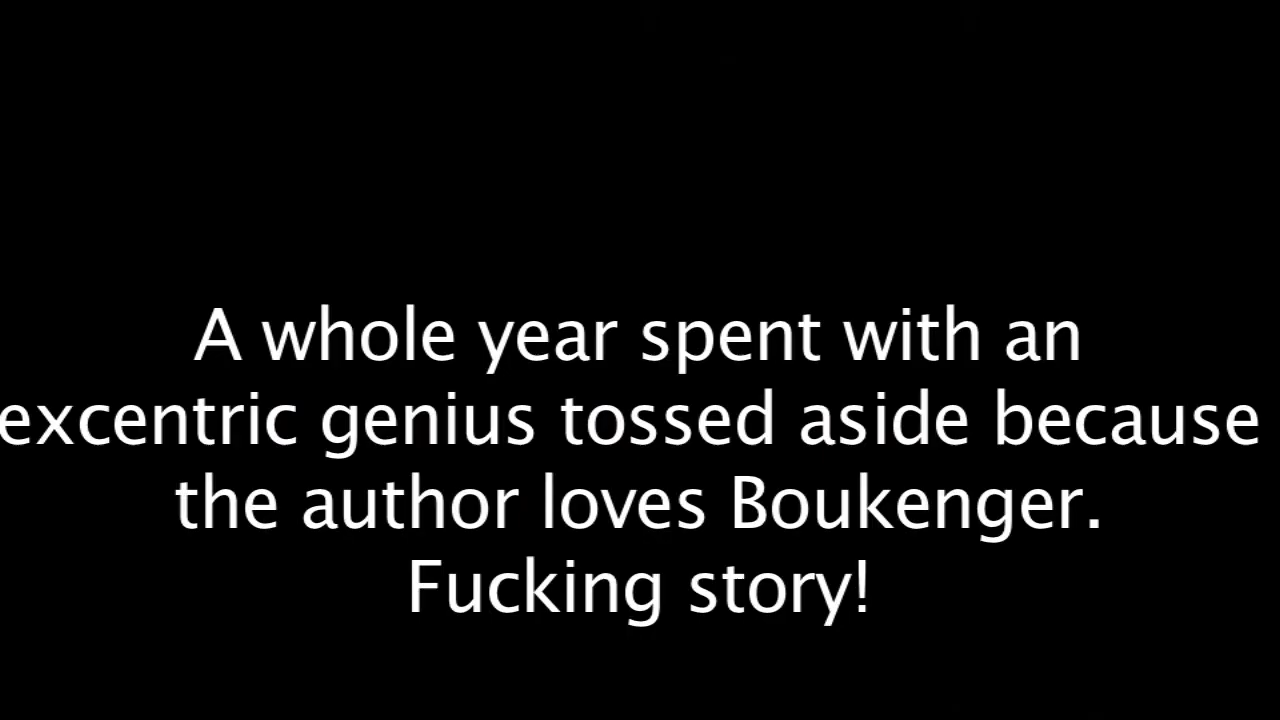 A whole year spent with an
excentric genius tossed aside because
the author loves Boukenger.
Fucking story!